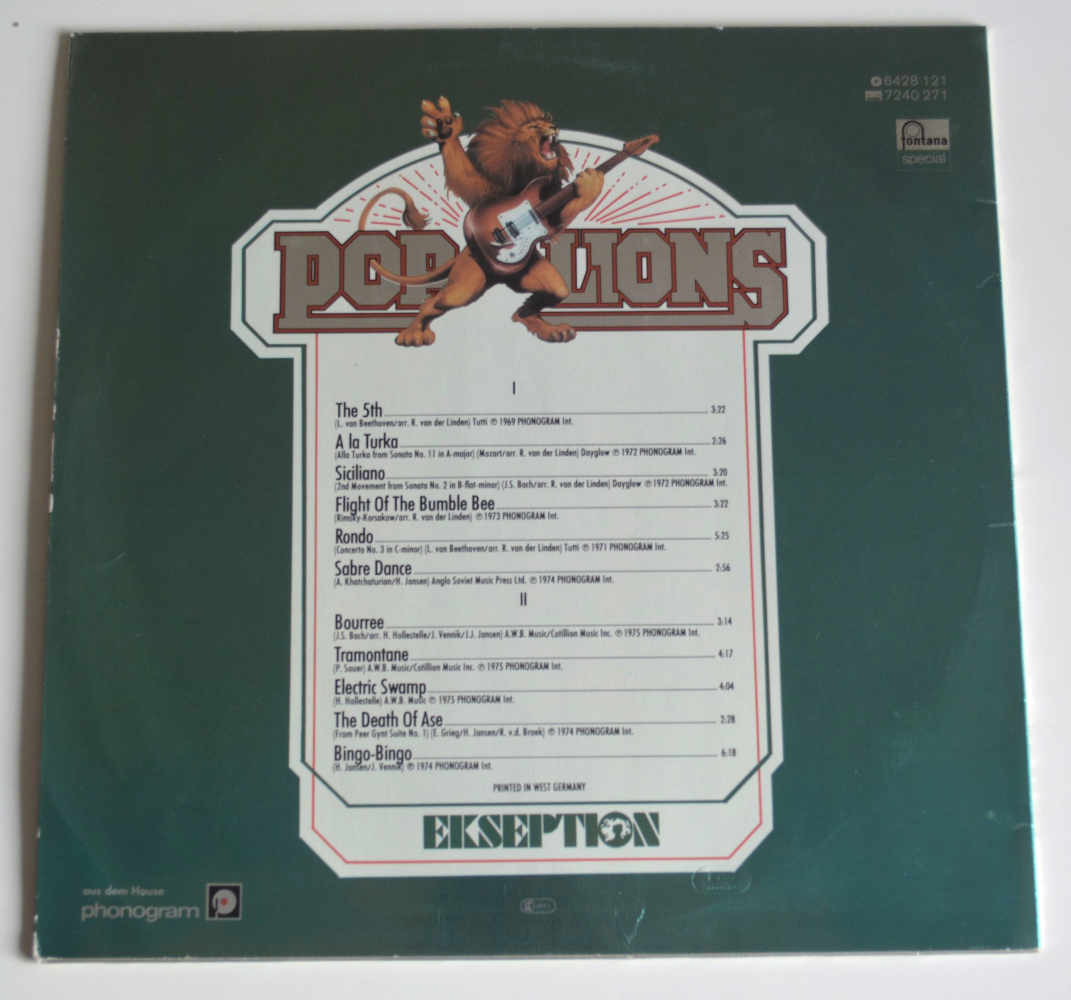 6428 121
7240 271
fontana
special
POP LIONS
I
The 5th 3:22
(L. van Beethoven/arr. R. van der Linden) Tutti ℗ 1969 PHONOGRAM Int.
A la Turka 2:26
(Alla Turka from Sonata No. 11 in A-major) (Mozart/arr. R. van der Linden) Dayglow ℗ 1972 PHONOGRAM Int.
Siciliano 3:20
(2nd Movement from Sonata No. 2 in B-flat-minor) (J.S. Bach/arr. R. van der Linden) Dayglow ℗ 1972 PHONOGRAM Int.
Flight Of The Bumble Bee 3:22
(Rimsky-Korsakow/arr. R. van der Linden) ℗ 1973 PHONOGRAM Int.
Rondo 5:25
(Concerto No. 3 in C-minor) (L. van Beethoven/arr. R. van der Linden) Tutti ℗ 1971 PHONOGRAM Int.
Sabre Dance 2:56
(A. Khatchaturian/H. Jansen) Anglo Soviet Music Press Ltd. ℗ 1974 PHONOGRAM Int.
II
Bourree 3:14
(J.S. Bach/arr. H. Hollestelle/J. Vennik/J.J. Jansen) A.W.B. Music/Cotillion Music Inc. ℗ 1975 PHONOGRAM Int.
Tramontane 4:17
(P. Sauer) A.W.B. Music/Cotillion Music Inc. ℗ 1975 PHONOGRAM Int.
Electric Swamp 4:04
(H. Hollestelle) A.W.B. Music ℗ 1975 PHONOGRAM Int.
The Death Of Ase 2:28
(From Peer Gynt Suite No. 1) (E. Grieg/H. Jansen/R. v.d. Broek) ℗ 1974 PHONOGRAM Int.
Bingo-Bingo 6:18
(H. Jansen/J. Vennik) ℗ 1974 PHONOGRAM Int.
PRINTED IN WEST GERMANY
EKSEPTION
aus dem House
phonogram